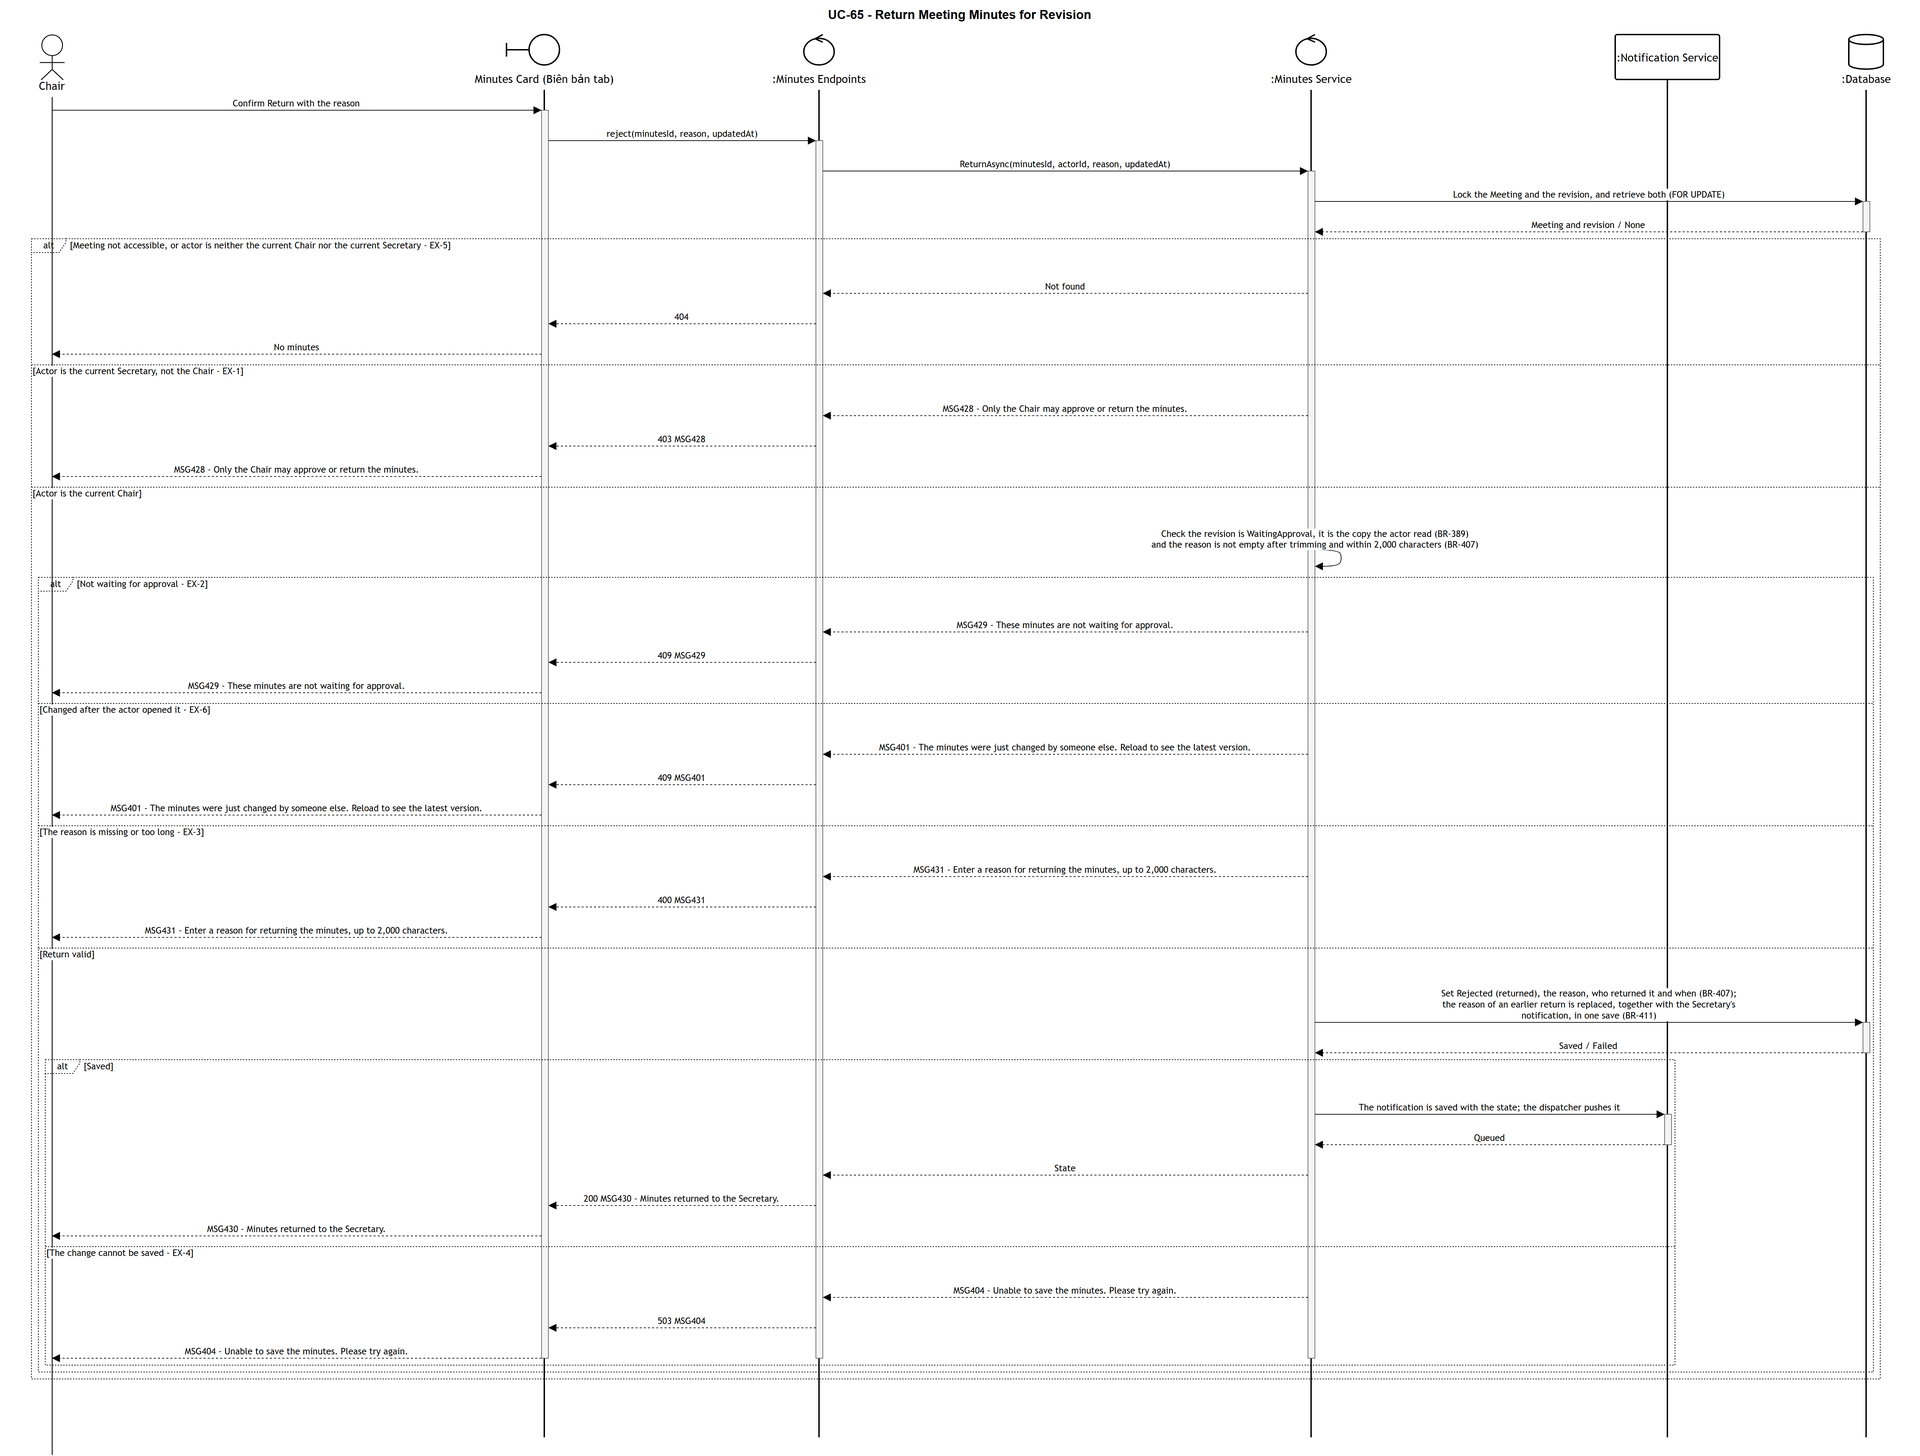 UC-65 - Return Meeting Minutes for Revision
Chair
Minutes Card (Biên bản tab)
:Minutes Endpoints
:Minutes Service
:Notification Service
:Database
Confirm Return with the reason
reject(minutesId, reason, updatedAt)
ReturnAsync(minutesId, actorId, reason, updatedAt)
Lock the Meeting and the revision, and retrieve both (FOR UPDATE)
Meeting and revision / None
alt [Meeting not accessible, or actor is neither the current Chair nor the current Secretary - EX-5]
Not found
404
No minutes
[Actor is the current Secretary, not the Chair - EX-1]
MSG428 - Only the Chair may approve or return the minutes.
403 MSG428
MSG428 - Only the Chair may approve or return the minutes.
[Actor is the current Chair]
Check the revision is WaitingApproval, it is the copy the actor read (BR-389)
and the reason is not empty after trimming and within 2,000 characters (BR-407)
alt [Not waiting for approval - EX-2]
MSG429 - These minutes are not waiting for approval.
409 MSG429
MSG429 - These minutes are not waiting for approval.
[Changed after the actor opened it - EX-6]
MSG401 - The minutes were just changed by someone else. Reload to see the latest version.
409 MSG401
MSG401 - The minutes were just changed by someone else. Reload to see the latest version.
[The reason is missing or too long - EX-3]
MSG431 - Enter a reason for returning the minutes, up to 2,000 characters.
400 MSG431
MSG431 - Enter a reason for returning the minutes, up to 2,000 characters.
[Return valid]
Set Rejected (returned), the reason, who returned it and when (BR-407);
the reason of an earlier return is replaced, together with the Secretary's
notification, in one save (BR-411)
Saved / Failed
alt [Saved]
The notification is saved with the state; the dispatcher pushes it
Queued
State
200 MSG430 - Minutes returned to the Secretary.
MSG430 - Minutes returned to the Secretary.
[The change cannot be saved - EX-4]
MSG404 - Unable to save the minutes. Please try again.
503 MSG404
MSG404 - Unable to save the minutes. Please try again.